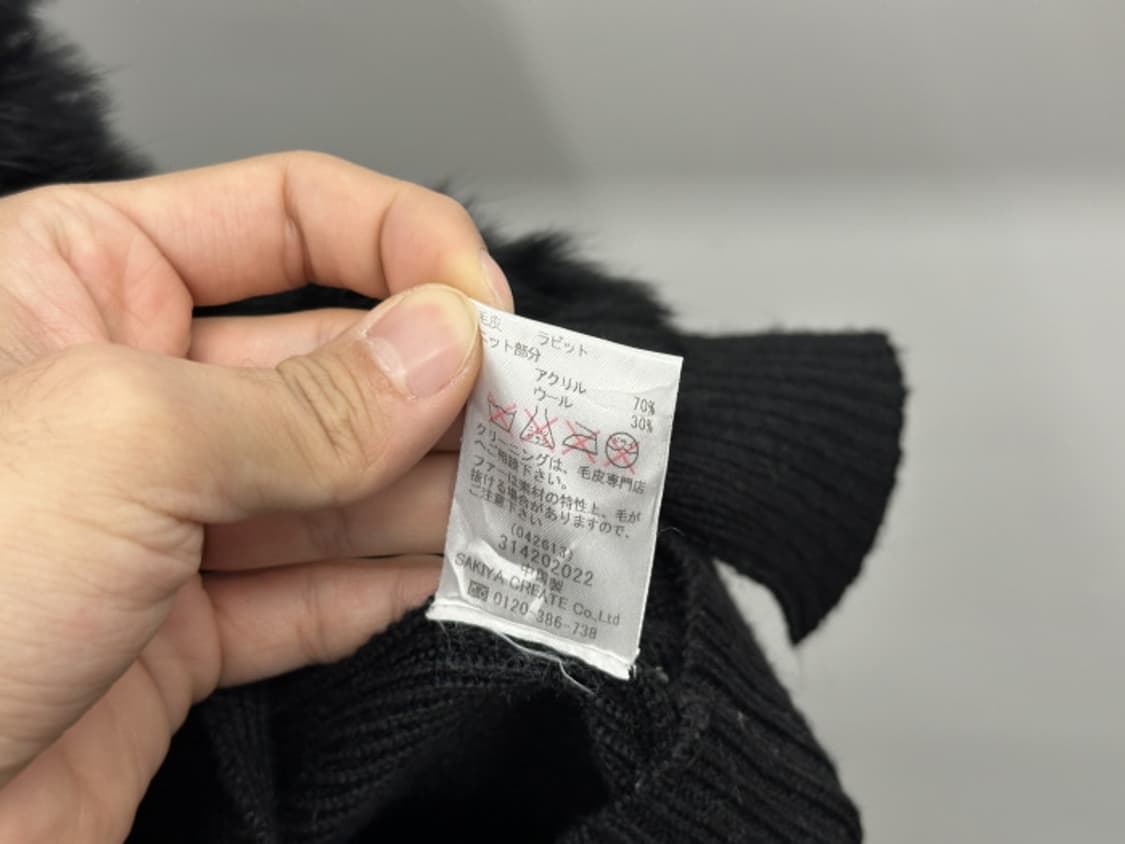 毛皮 ラビット
ニット部分
アクリル 70%
ウール 30%
クリーニングは、毛皮専門店
へご相談下さい。
ファーは素材の特性上、毛が
抜ける場合がありますので、
ご注意下さい
(042613)
314202022
中国製
SAKIYA CREATE Co.,Ltd
0120-386-738